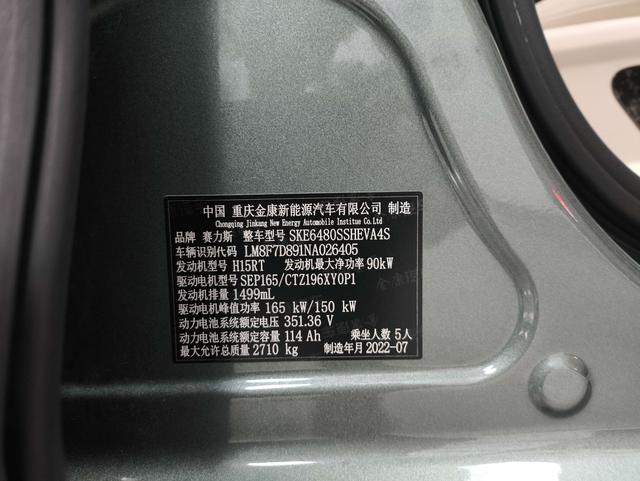 中国 重庆金康新能源汽车有限公司 制造
Chongqing Jinkang New Energy Automobile Institue Co.Ltd
品牌 赛力斯 整车型号 SKE6480SSHEVA4S
车辆识别代码 LM8F7D891NA026405
发动机型号 H15RT 发动机最大净功率 90kW
驱动电机型号 SEP165/CTZ196XY0P1
发动机排量 1499mL
驱动电机峰值功率 165 kW/150 kW
动力电池系统额定电压 351.36 V
动力电池系统额定容量 114 Ah 乘坐人数 5人
最大允许总质量 2710 kg 制造年月 2022-07